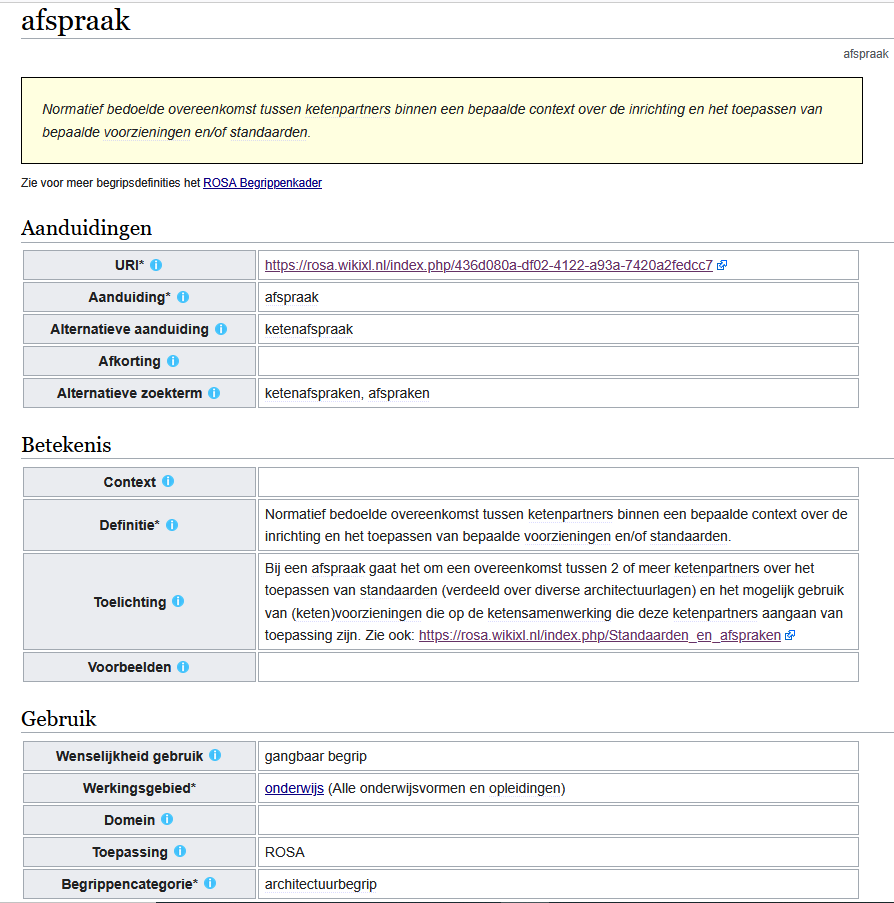 afspraak
afspraak
Normatief bedoelde overeenkomst tussen ketenpartners binnen een bepaalde context over de inrichting en het toepassen van
bepaalde voorzieningen en/of standaarden.
Zie voor meer begripsdefinities het ROSA Begrippenkader
Aanduidingen
URI* https://rosa.wikixl.nl/index.php/436d080a-df02-4122-a93a-7420a2fedcc7
Aanduiding* afspraak
Alternatieve aanduiding ketenafspraak
Afkorting
Alternatieve zoekterm ketenafspraken, afspraken
Betekenis
Context
Definitie* Normatief bedoelde overeenkomst tussen ketenpartners binnen een bepaalde context over de
inrichting en het toepassen van bepaalde voorzieningen en/of standaarden.
Toelichting Bij een afspraak gaat het om een overeenkomst tussen 2 of meer ketenpartners over het
toepassen van standaarden (verdeeld over diverse architectuurlagen) en het mogelijk gebruik
van (keten)voorzieningen die op de ketensamenwerking die deze ketenpartners aangaan van
toepassing zijn. Zie ook: https://rosa.wikixl.nl/index.php/Standaarden_en_afspraken
Voorbeelden
Gebruik
Wenselijkheid gebruik gangbaar begrip
Werkingsgebied* onderwijs (Alle onderwijsvormen en opleidingen)
Domein
Toepassing ROSA
Begrippencategorie* architectuurbegrip